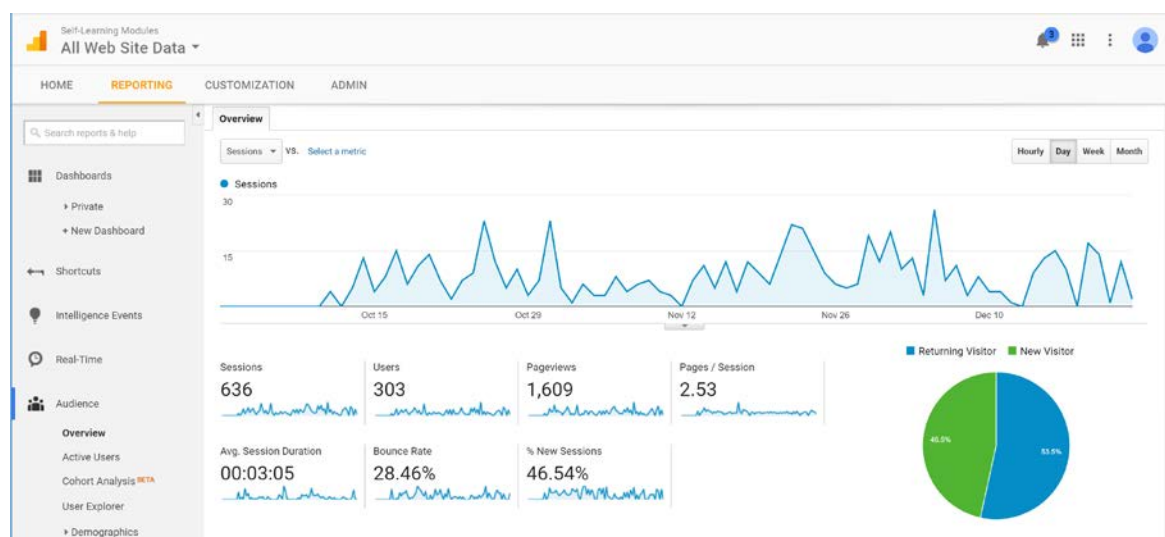 Self-Learning Modules
All Web Site Data
3
HOME REPORTING CUSTOMIZATION ADMIN
Search reports & help
Dashboards
Private
+ New Dashboard
Shortcuts
Intelligence Events
Real-Time
Audience
Overview
Active Users
Cohort Analysis BETA
User Explorer
Demographics
Overview
Sessions VS. Select a metric
Hourly Day Week Month
Sessions
30
15
Oct 15 Oct 29 Nov 12 Nov 26 Dec 10
Sessions
636
Users
303
Pageviews
1,609
Pages / Session
2.53
Avg. Session Duration
00:03:05
Bounce Rate
28.46%
% New Sessions
46.54%
Returning Visitor New Visitor
46.5%
53.5%